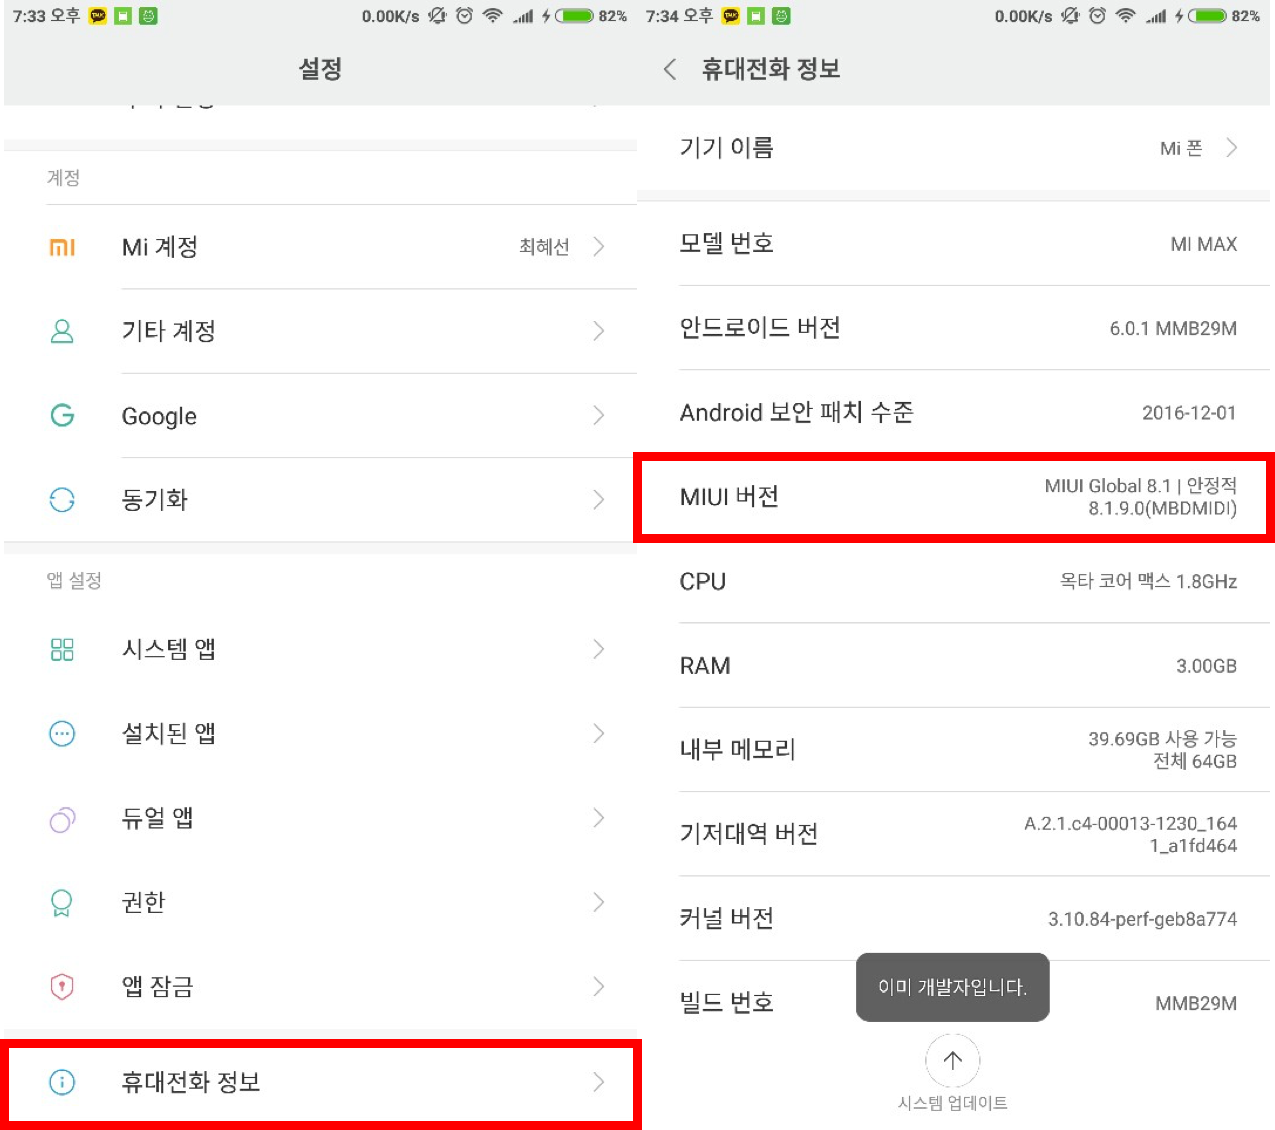 7:33 오후
0.00K/s
82%
설정
계정
Mi 계정
최혜선
기타 계정
Google
동기화
앱 설정
시스템 앱
설치된 앱
듀얼 앱
권한
앱 잠금
휴대전화 정보
7:34 오후
0.00K/s
82%
휴대전화 정보
기기 이름
Mi 폰
모델 번호
MI MAX
안드로이드 버전
6.0.1 MMB29M
Android 보안 패치 수준
2016-12-01
MIUI 버전
MIUI Global 8.1 | 안정적
8.1.9.0(MBDMIDI)
CPU
옥타 코어 맥스 1.8GHz
RAM
3.00GB
내부 메모리
39.69GB 사용 가능
전체 64GB
기저대역 버전
A.2.1.c4-00013-1230_164
1_a1fd464
커널 버전
3.10.84-perf-geb8a774
이미 개발자입니다.
빌드 번호
MMB29M
시스템 업데이트